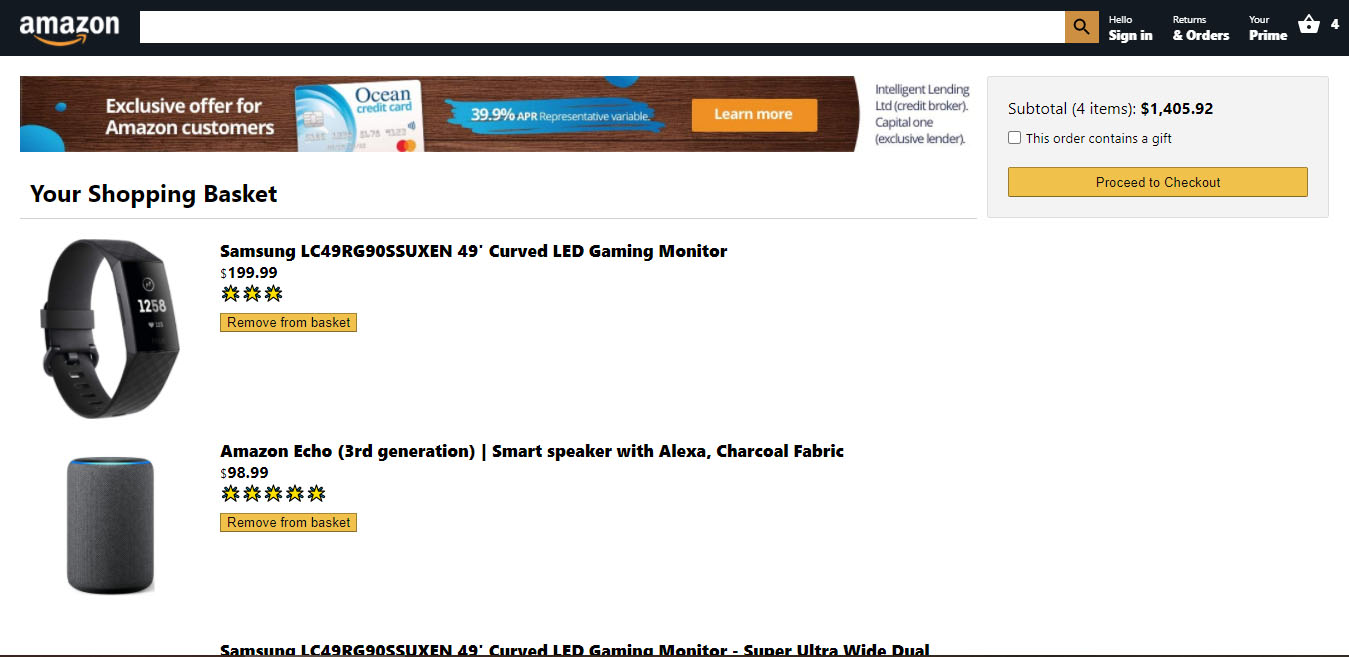 amazon
Hello
Sign in
Returns
& Orders
Your
Prime
4
Exclusive offer for
Amazon customers
Ocean
credit card
39.9% APR Representative variable.
Learn more
Intelligent Lending
Ltd (credit broker).
Capital one
(exclusive lender).
Subtotal (4 items): $1,405.92
This order contains a gift
Proceed to Checkout
Your Shopping Basket
Samsung LC49RG90SSUXEN 49' Curved LED Gaming Monitor
$199.99
Remove from basket
1258
Amazon Echo (3rd generation) | Smart speaker with Alexa, Charcoal Fabric
$98.99
Remove from basket
Samsung LC49RG90SSUXEN 49' Curved LED Gaming Monitor - Super Ultra Wide Dual